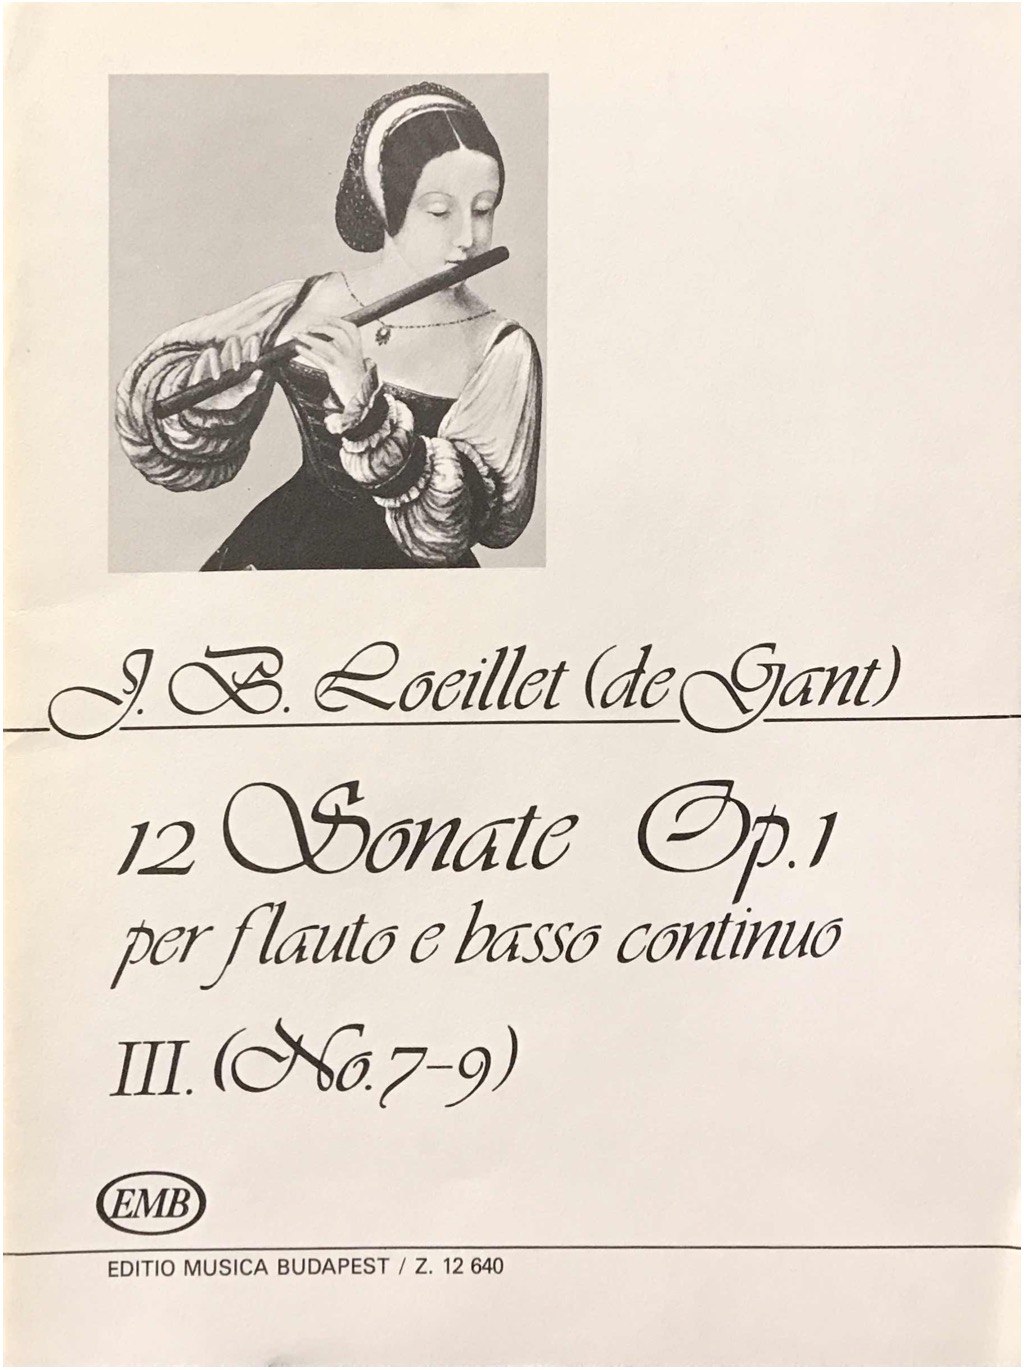 J. B. Loeillet (de Gant)
12 Sonate Op. 1
per flauto e basso continuo
III. (No. 7-9)
EMB
EDITIO MUSICA BUDAPEST / Z. 12 640